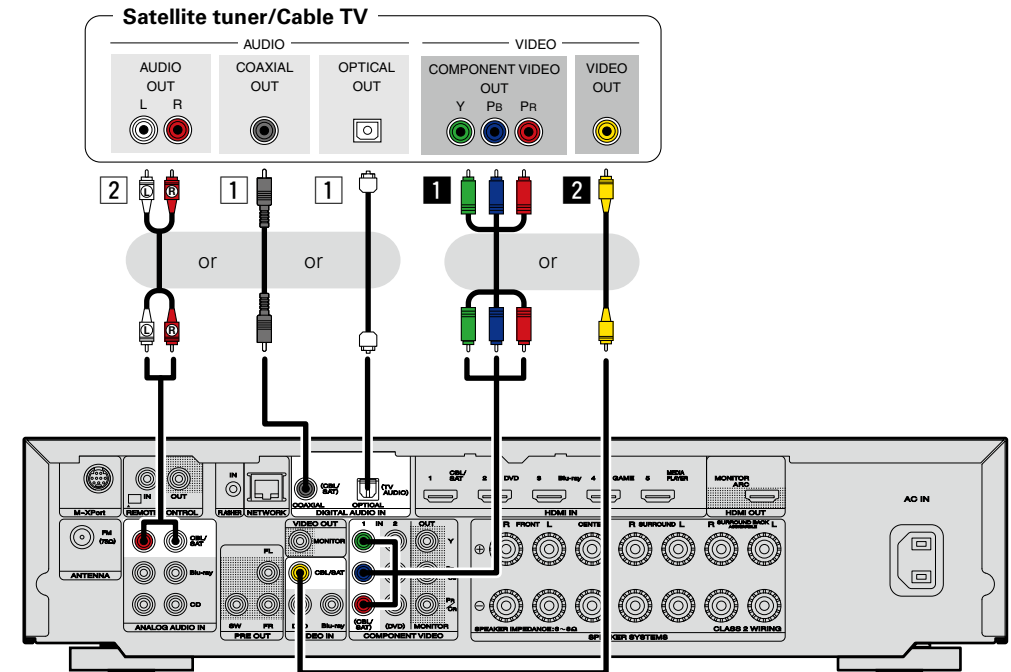 Satellite tuner/Cable TV
AUDIO
VIDEO
AUDIO
OUT
L R
COAXIAL
OUT
OPTICAL
OUT
COMPONENT VIDEO
OUT
Y PB PR
VIDEO
OUT
2
1
1
1
2
L R
or
or
or
L R
M-XPort
IN
OUT
REMOTE CONTROL
IN
FLASHER
NETWORK
(CBL/
SAT)
COAXIAL
(TV
AUDIO)
OPTICAL
DIGITAL AUDIO IN
1 CBL/
SAT
2 DVD
3 Blu-ray
4 GAME
5 MEDIA
PLAYER
HDMI IN
MONITOR
ARC
HDMI OUT
AC IN
FM
(75Ω)
ANTENNA
CBL/
SAT
Blu-ray
CD
ANALOG AUDIO IN
FL
SW FR
PRE OUT
VIDEO OUT
MONITOR
CBL/SAT
DVD Blu-ray
VIDEO IN
1 IN 2 OUT
Y
PR
CR
(CBL/
SAT)
(DVD)
MONITOR
COMPONENT VIDEO
R FRONT L
CENTER
R SURROUND L
R SURROUND BACK L
SPEAKER IMPEDANCE:6~8Ω
SPEAKER SYSTEMS
CLASS 2 WIRING